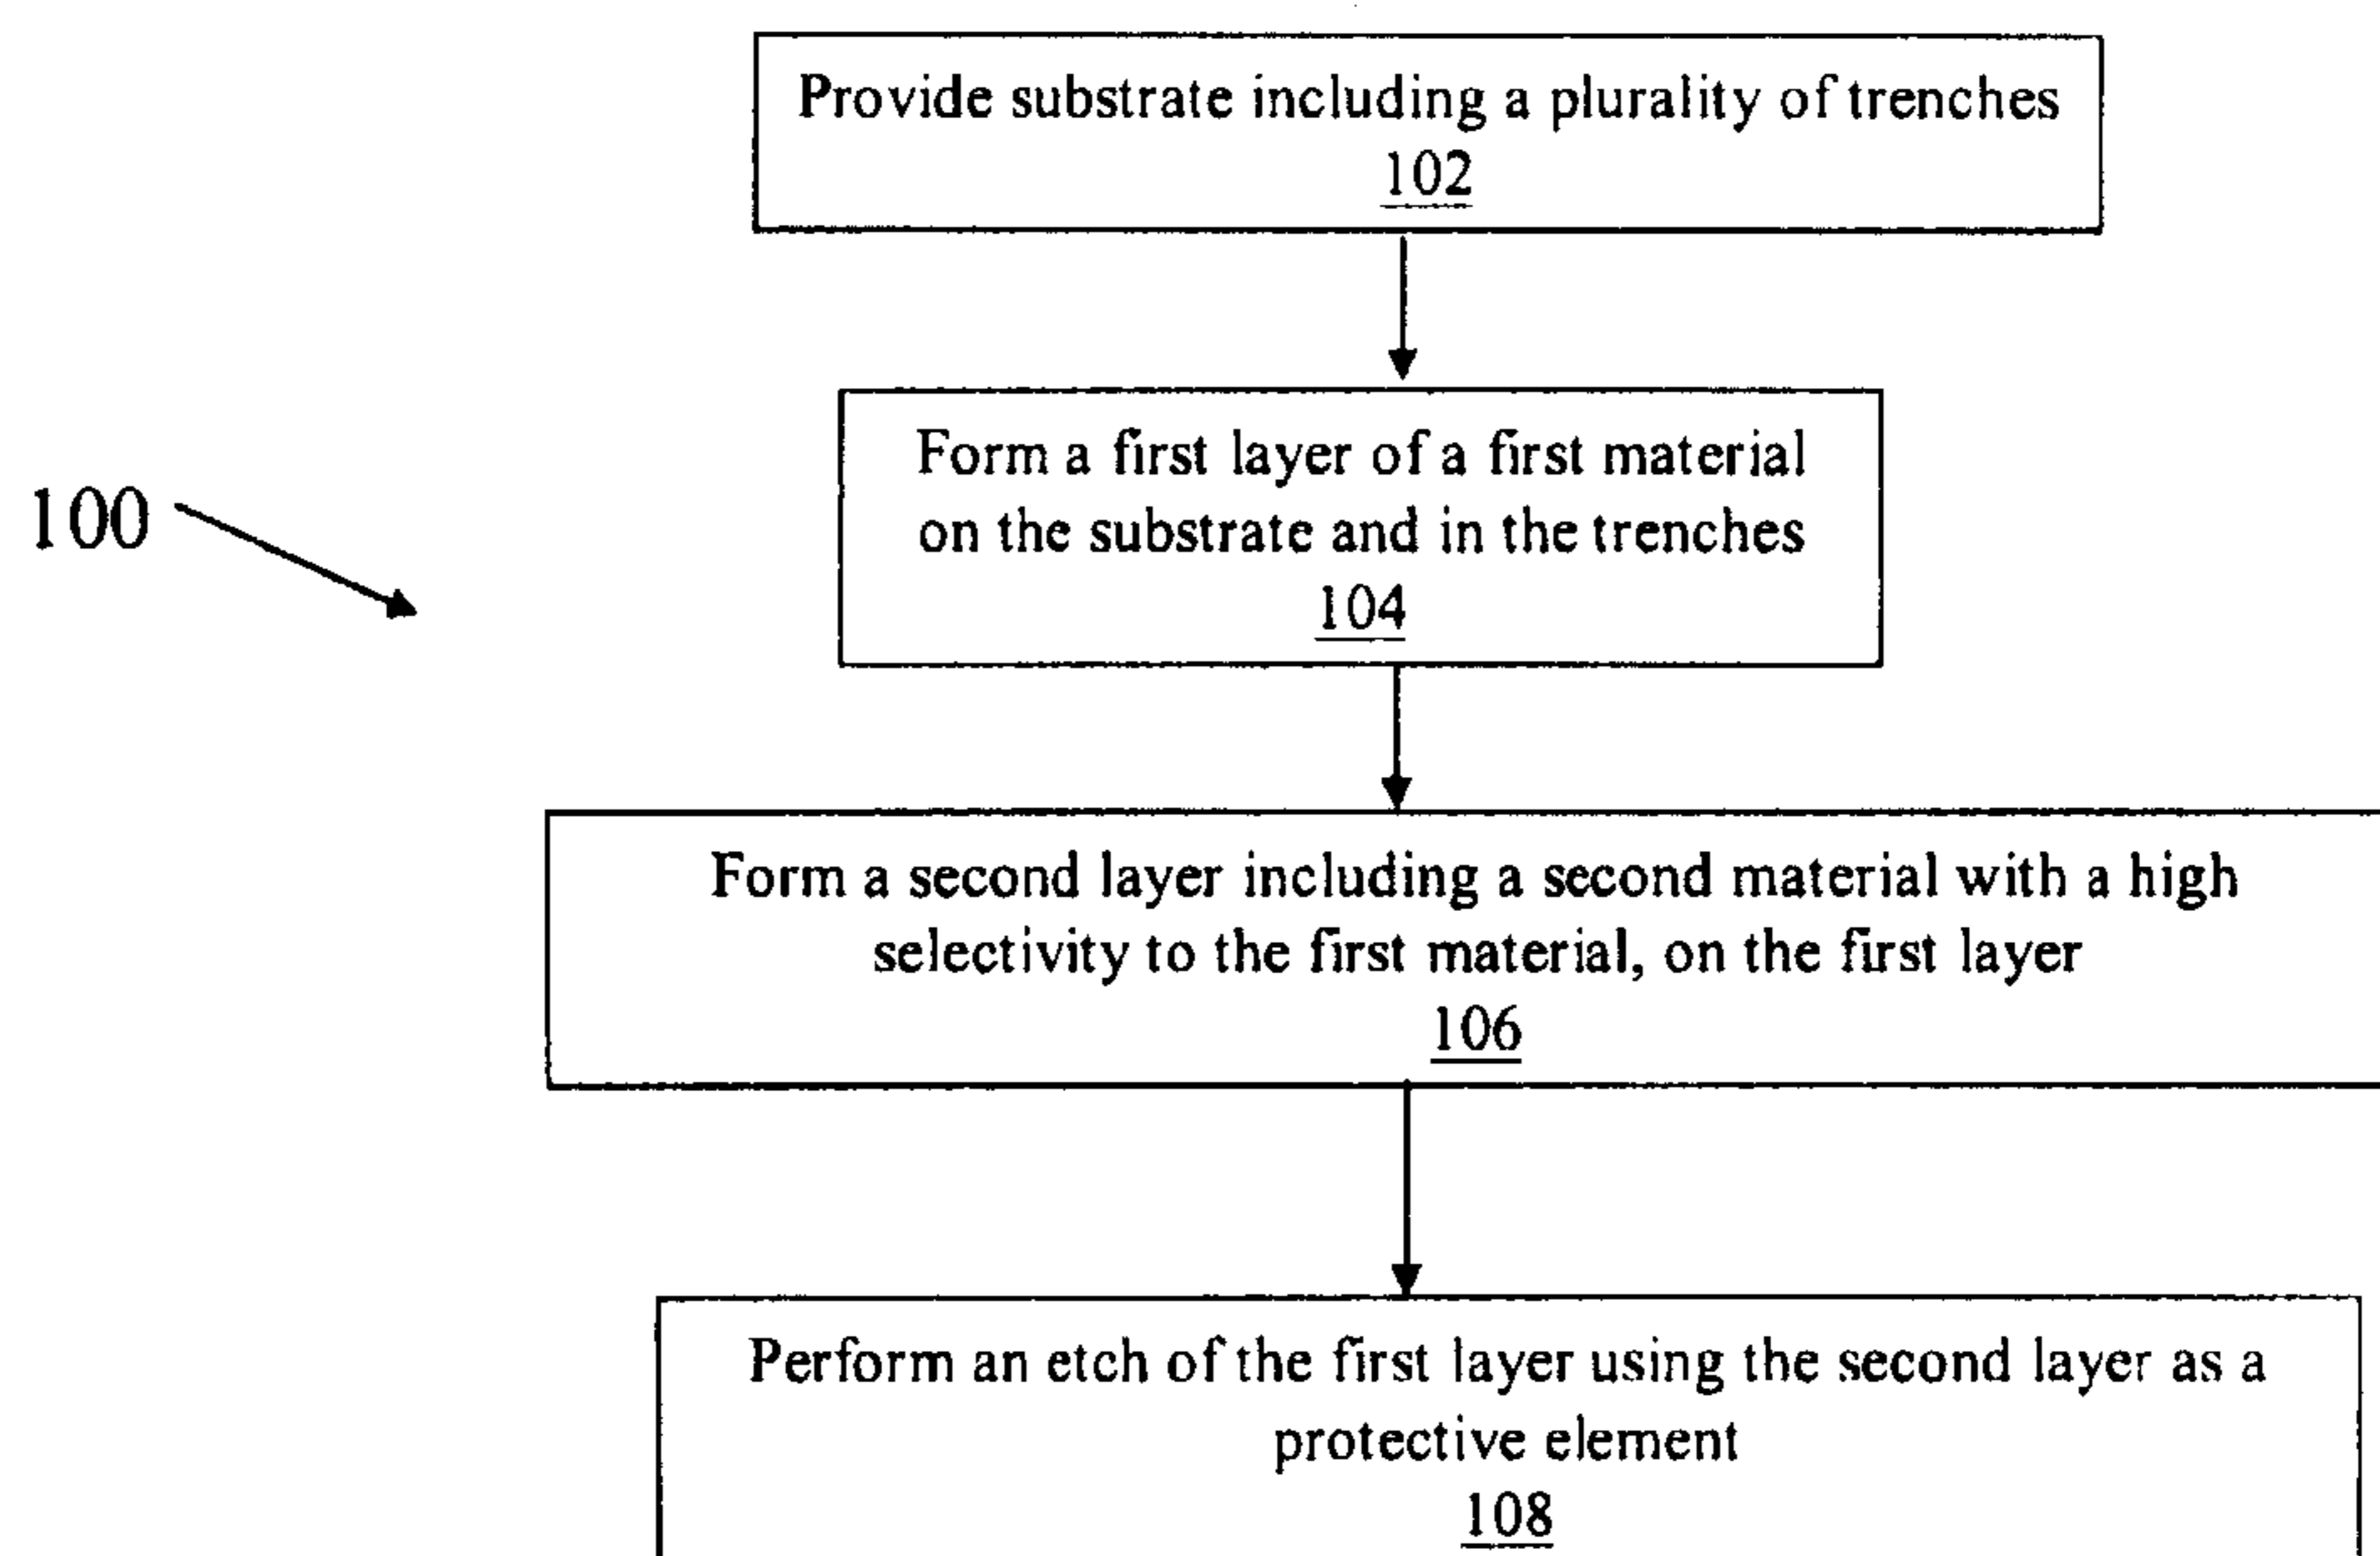 Provide substrate including a plurality of trenches
102
Form a first layer of a first material
on the substrate and in the trenches
104
100
Form a second layer including a second material with a high
selectivity to the first material, on the first layer
106
Perform an etch of the first layer using the second layer as a
protective element
108